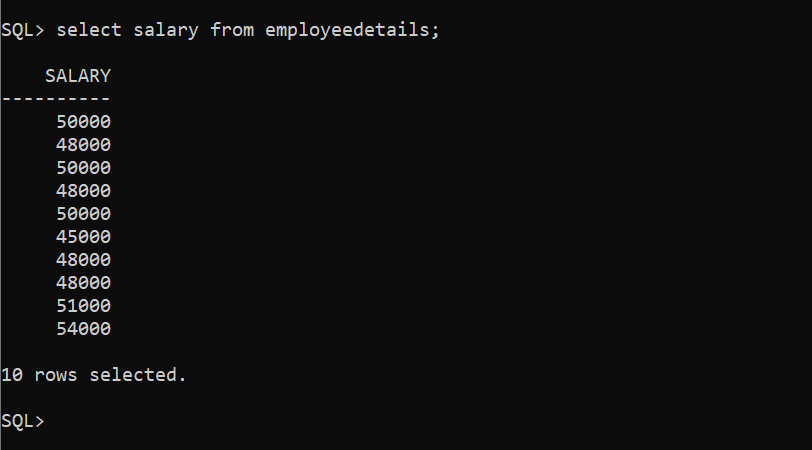 SQL> select salary from employeedetails;
SALARY
----------
50000
48000
50000
48000
50000
45000
48000
48000
51000
54000
10 rows selected.
SQL>